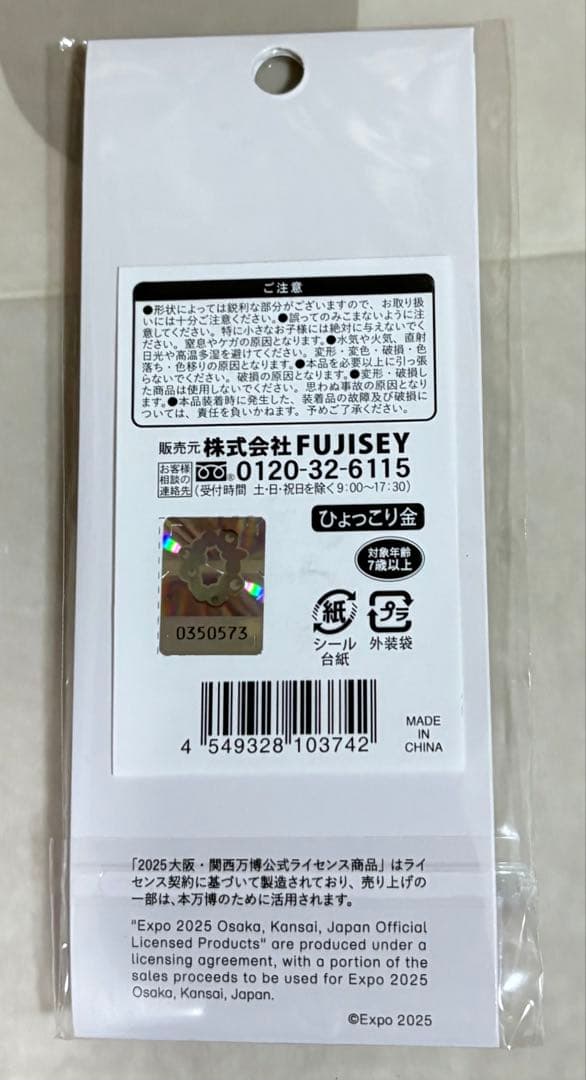 ご注意
●形状によっては鋭利な部分がございますので、お取り扱
いには十分ご注意ください。●誤ってのみこまないように注
意してください。特に小さなお子様には絶対に与えないでく
ださい。窒息やケガの原因となります。●水気や火気、直射
日光や高温多湿を避けてください。変形・変色・破損・色
落ち・色移りの原因となります。●本品を必要以上に引っ張
らないでください。破損の原因となります。●変形・破損し
た商品は使用しないでください。思わぬ事故の原因となり
ます。●本品装着時に発生した、装着品の故障及び破損に
ついては、責任を負いかねます。予めご了承ください。
販売元 株式会社FUJISEY
お客様
相談の
連絡先
0120-32-6115
(受付時間 土・日・祝日を除く9:00〜17:30)
ひょっこり金
対象年齢
7歳以上
0350573
紙
シール
台紙
プラ
外装袋
4 549328 103742
MADE
IN
CHINA
「2025大阪・関西万博公式ライセンス商品」はライ
センス契約に基づいて製造されており、売り上げの
一部は、本万博のために活用されます。
"Expo 2025 Osaka, Kansai, Japan Official
Licensed Products" are produced under a
licensing agreement, with a portion of the
sales proceeds to be used for Expo 2025
Osaka, Kansai, Japan.
©Expo 2025